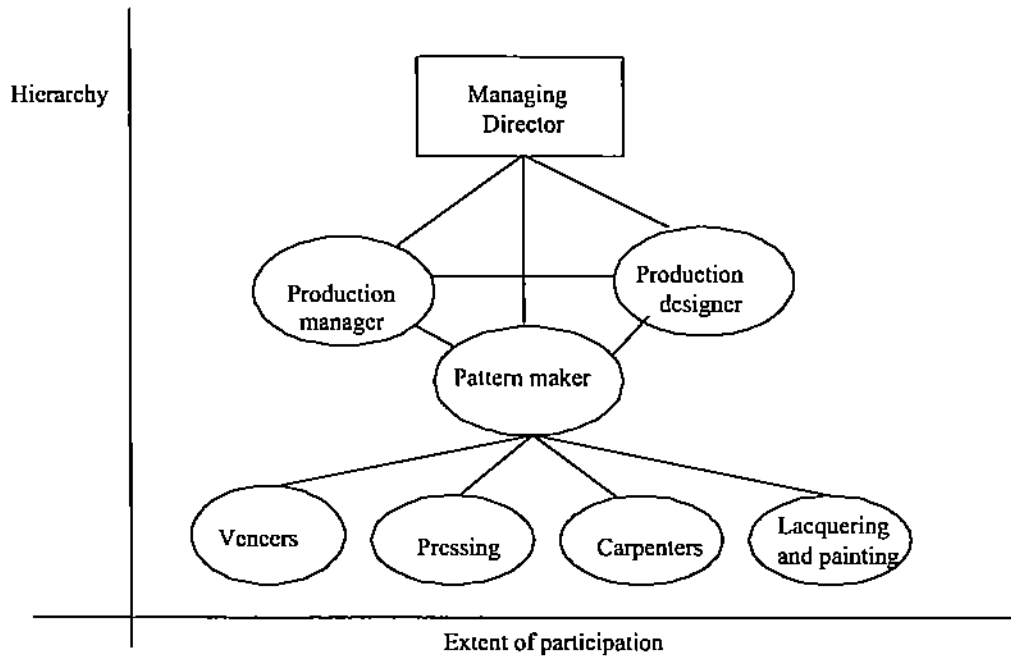 Hierarchy
Managing
Director
Production
manager
Production
designer
Pattern maker
Veneers
Pressing
Carpenters
Lacquering
and painting
Extent of participation